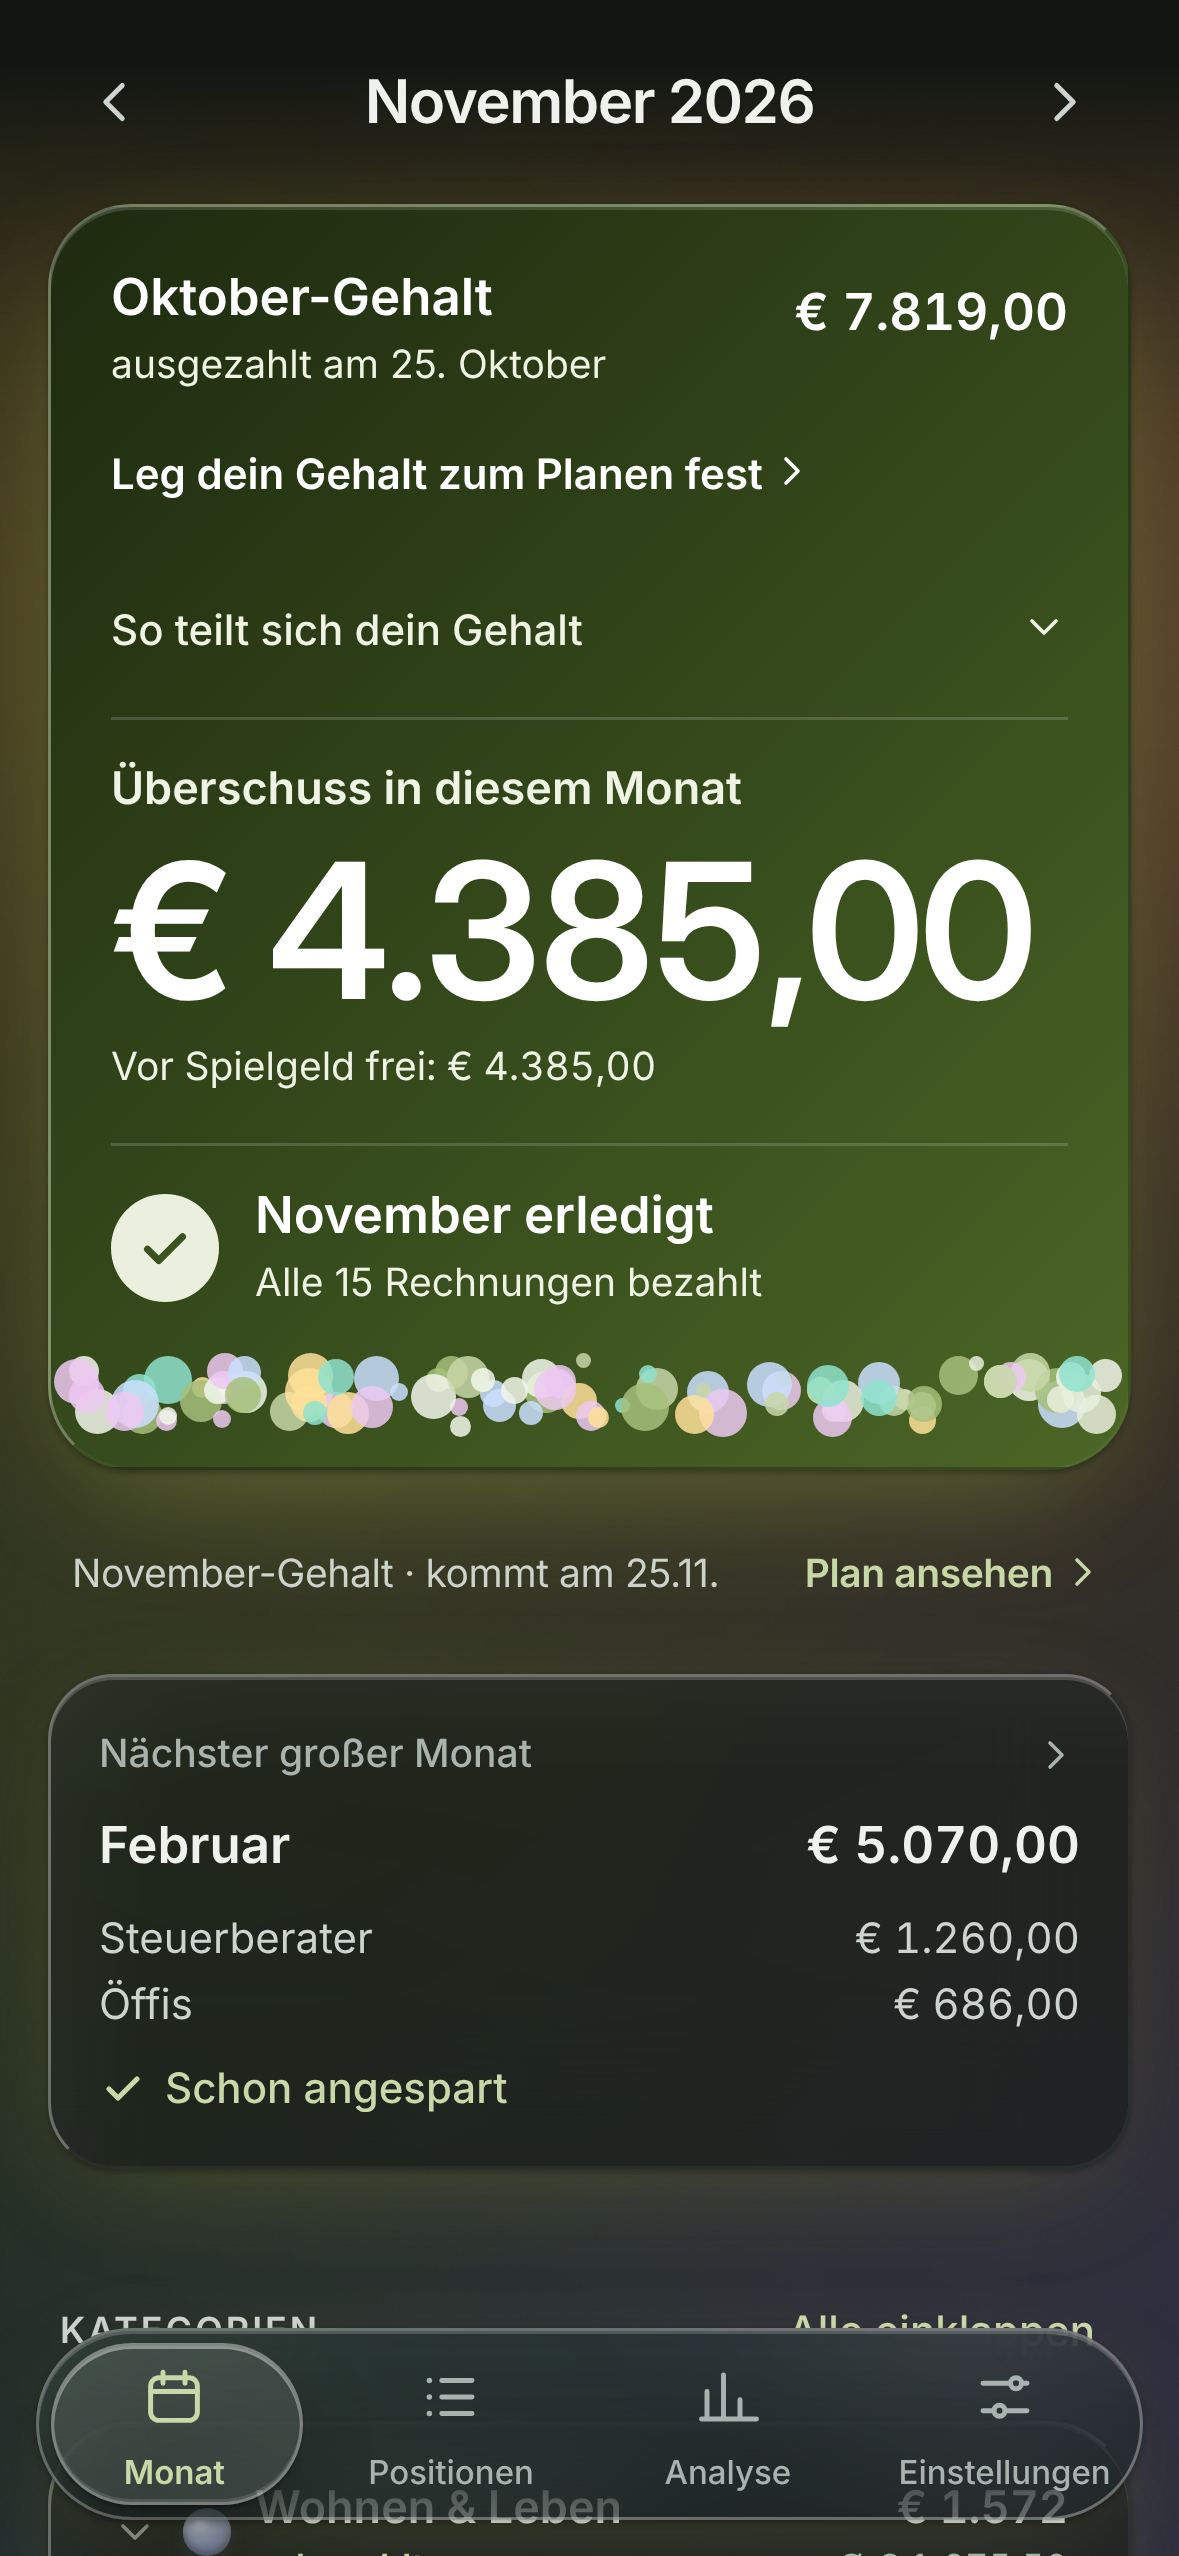 November 2026
Oktober-Gehalt
€ 7.819,00
ausgezahlt am 25. Oktober
Leg dein Gehalt zum Planen fest
So teilt sich dein Gehalt
Überschuss in diesem Monat
€ 4.385,00
Vor Spielgeld frei: € 4.385,00
November erledigt
Alle 15 Rechnungen bezahlt
November-Gehalt · kommt am 25.11.
Plan ansehen
Nächster großer Monat
Februar
€ 5.070,00
Steuerberater
€ 1.260,00
Öffis
€ 686,00
Schon angespart
KATEGORIEN
Alle einklappen
Monat
Positionen
Analyse
Einstellungen
Wohnen & Leben
€ 1.572